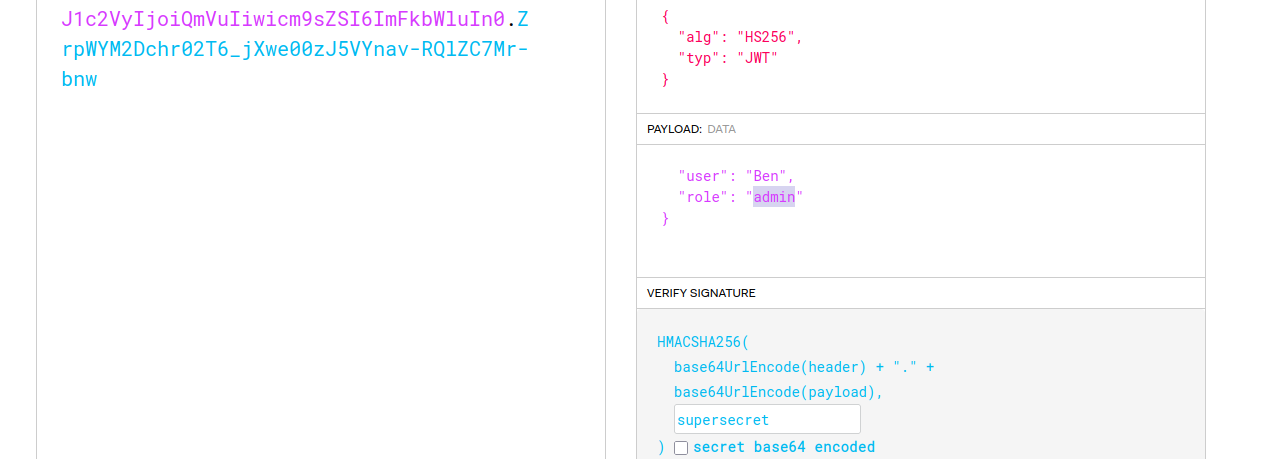 J1c2VyIjoiQmVuIiwicm9sZSI6ImFkbWluIn0.Z
rpWYM2Dchr02T6_jXwe00zJ5VYnav-RQlZC7Mr-
bnw
{
"alg": "HS256",
"typ": "JWT"
}
PAYLOAD: DATA
"user": "Ben",
"role": "admin"
}
VERIFY SIGNATURE
HMACSHA256(
base64UrlEncode(header) + "." +
base64UrlEncode(payload),
supersecret
) secret base64 encoded